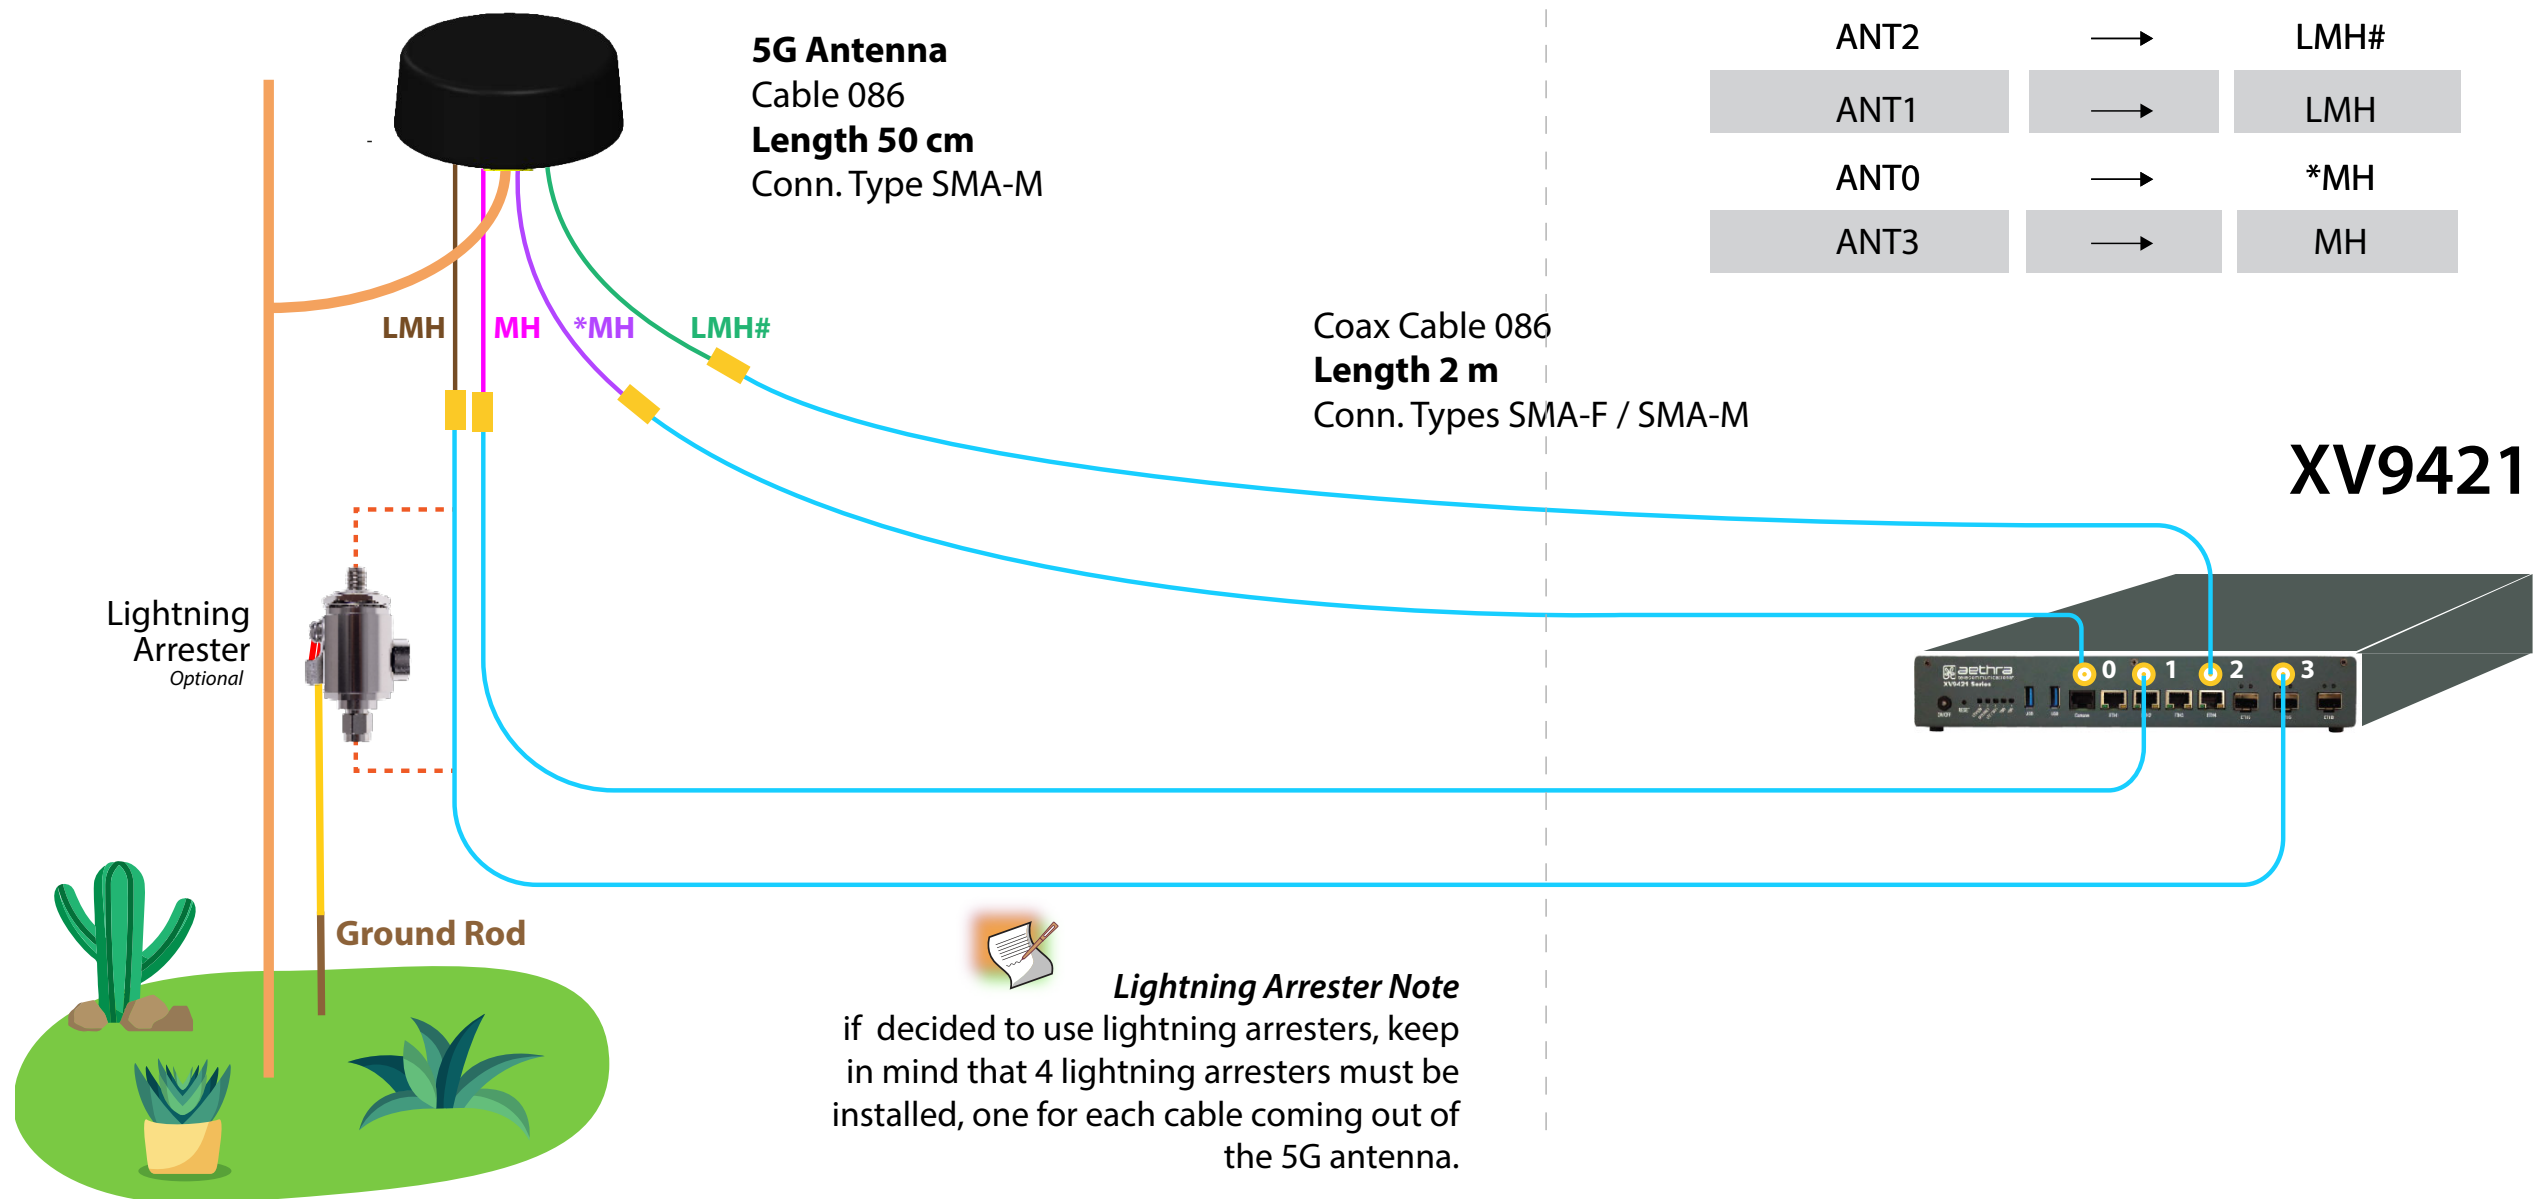 5G Antenna
Cable 086
Length 50 cm
Conn. Type SMA-M
ANT2 LMH#
ANT1 LMH
ANT0 *MH
ANT3 MH
LMH MH *MH LMH#
Coax Cable 086
Length 2 m
Conn. Types SMA-F / SMA-M
XV9421
Lightning
Arrester
Optional
aethra
XV9421 Series
0 1 2 3
Ground Rod
Lightning Arrester Note
if decided to use lightning arresters, keep
in mind that 4 lightning arresters must be
installed, one for each cable coming out of
the 5G antenna.